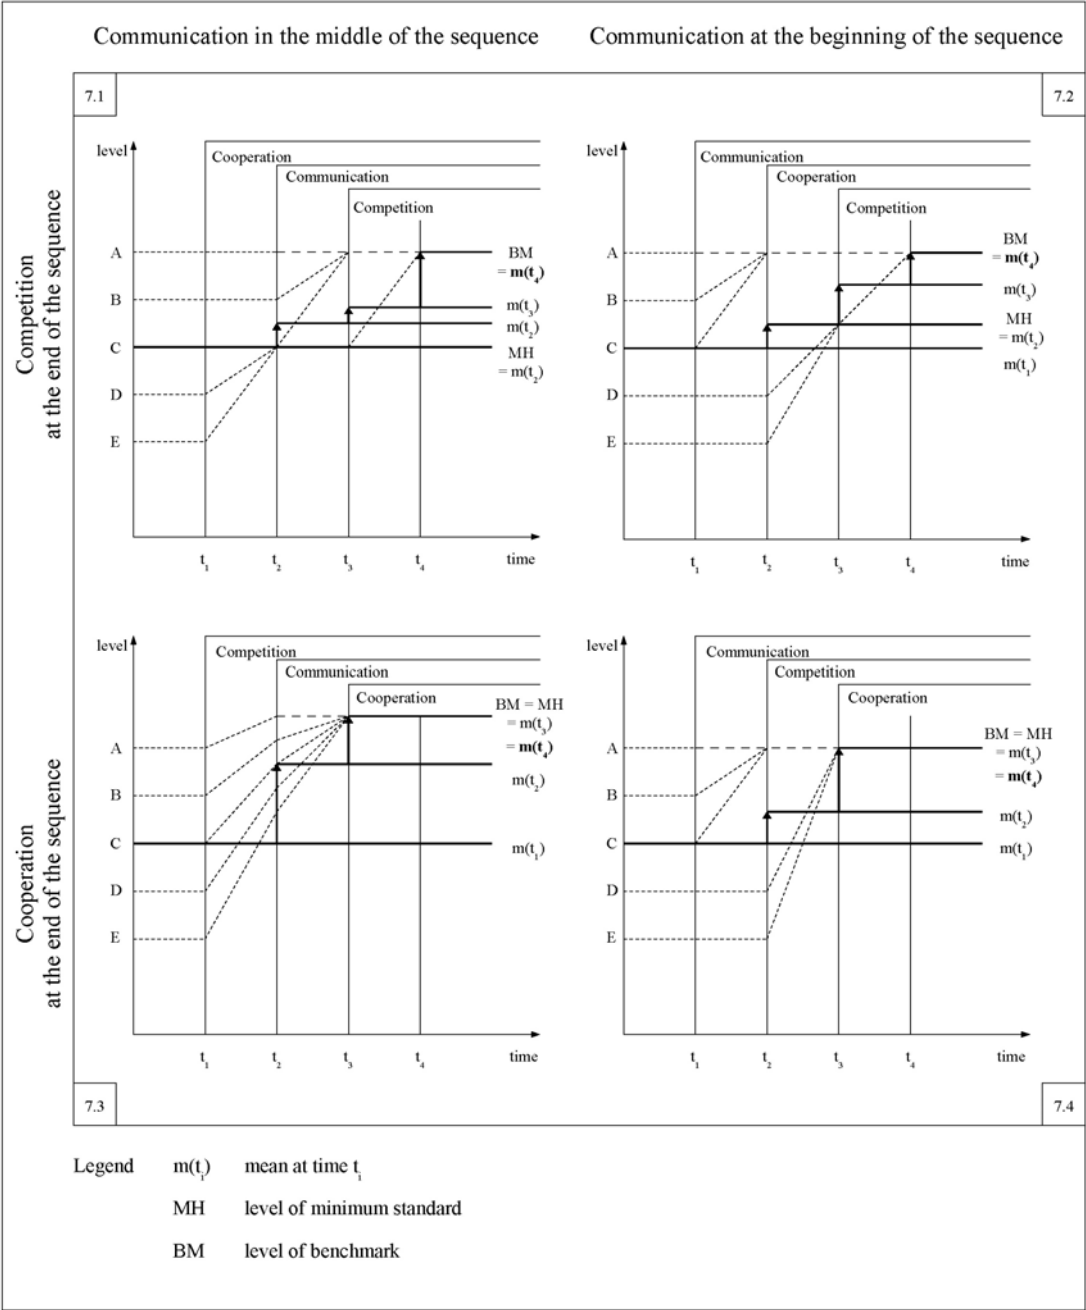 Communication in the middle of the sequence
Communication at the beginning of the sequence
Competition
at the end of the sequence
7.1
level
Cooperation
Communication
Competition
A
B
C
D
E
BM
= m(t4)
m(t3)
m(t2)
MH
= m(t2)
t1
t2
t3
t4
time
7.2
level
Communication
Cooperation
Competition
A
B
C
D
E
BM
= m(t4)
m(t3)
MH
= m(t2)
m(t1)
t1
t2
t3
t4
time
Cooperation
at the end of the sequence
level
Competition
Communication
Cooperation
A
B
C
D
E
BM = MH
= m(t3)
= m(t4)
m(t2)
m(t1)
t1
t2
t3
t4
time
7.3
level
Communication
Competition
Cooperation
A
B
C
D
E
BM = MH
= m(t3)
= m(t4)
m(t2)
m(t1)
t1
t2
t3
t4
time
7.4
Legend m(ti) mean at time ti
MH level of minimum standard
BM level of benchmark